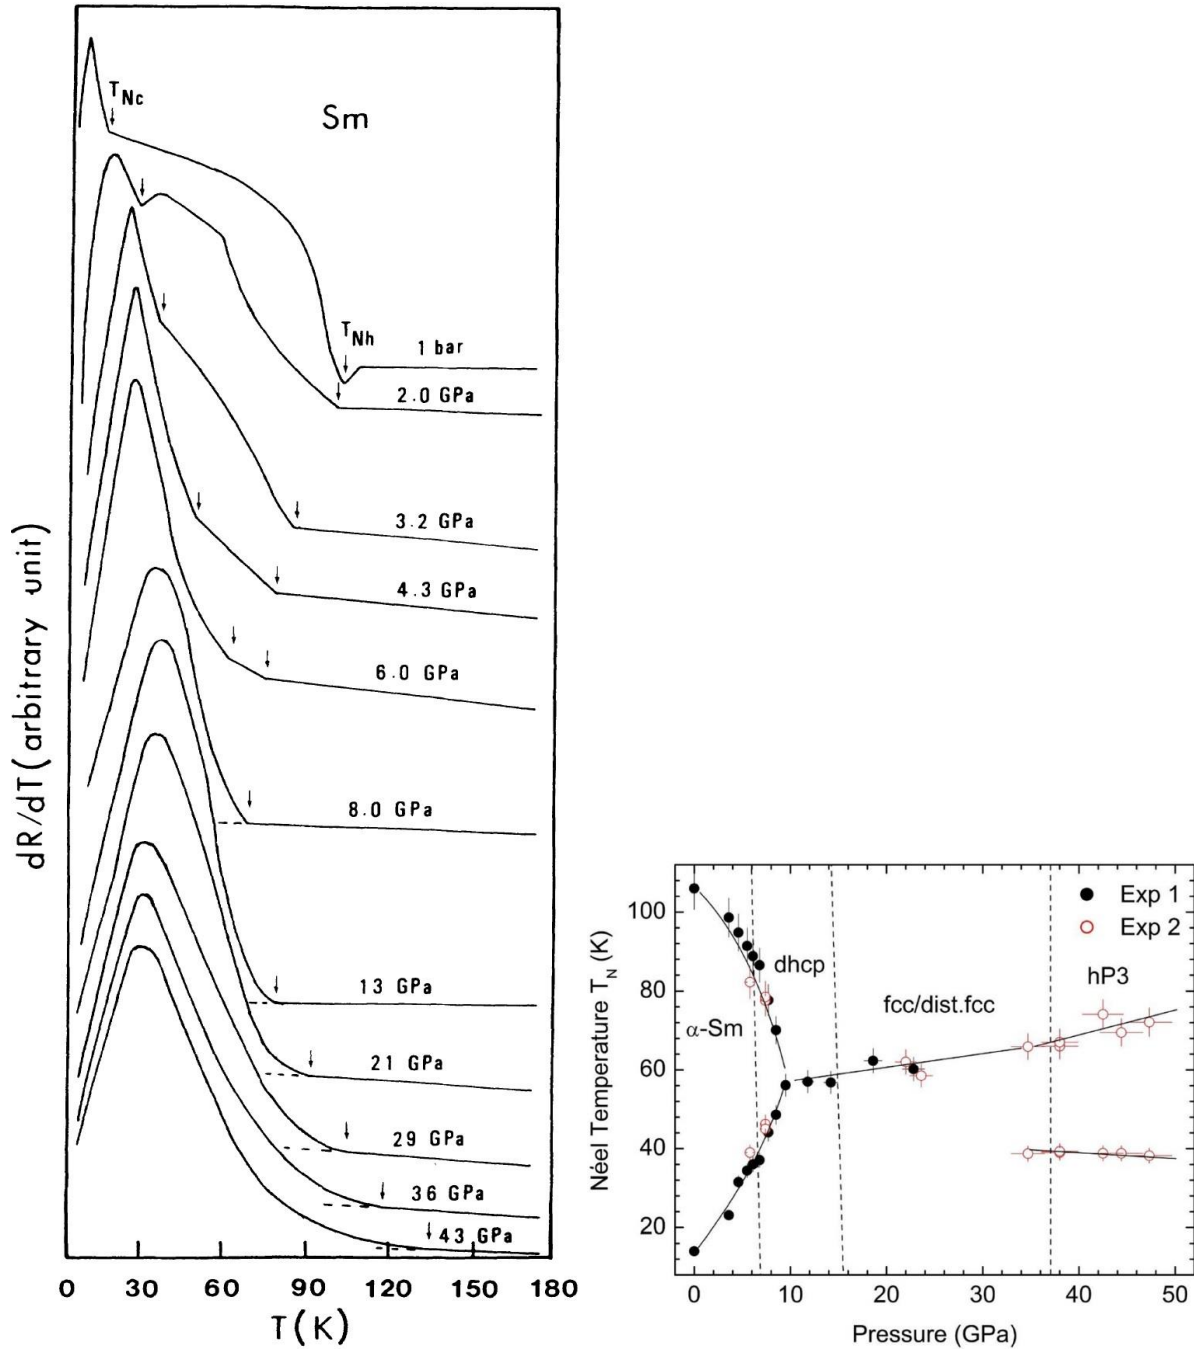 T_Nc
Sm
T_Nh
1 bar
2.0 GPa
3.2 GPa
4.3 GPa
6.0 GPa
8.0 GPa
13 GPa
21 GPa
29 GPa
36 GPa
43 GPa
dR/dT(arbitrary unit)
0 30 60 90 120 150 180
T(K)
Exp 1
Exp 2
dhcp
hP3
fcc/dist.fcc
α-Sm
Néel Temperature T_N (K)
100
80
60
40
20
0 10 20 30 40 50
Pressure (GPa)